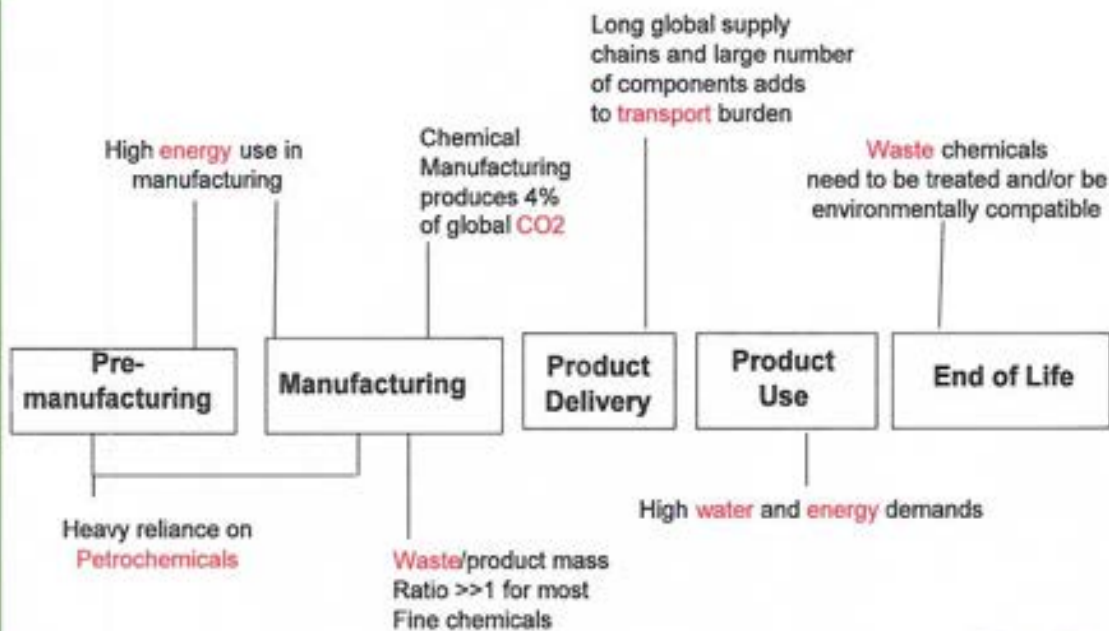 Long global supply
chains and large number
of components adds
to transport burden
High energy use in
manufacturing
Chemical
Manufacturing
produces 4%
of global CO2
Waste chemicals
need to be treated and/or be
environmentally compatible
Pre-
manufacturing
Manufacturing
Product
Delivery
Product
Use
End of Life
Heavy reliance on
Petrochemicals
Waste/product mass
Ratio >>1 for most
Fine chemicals
High water and energy demands